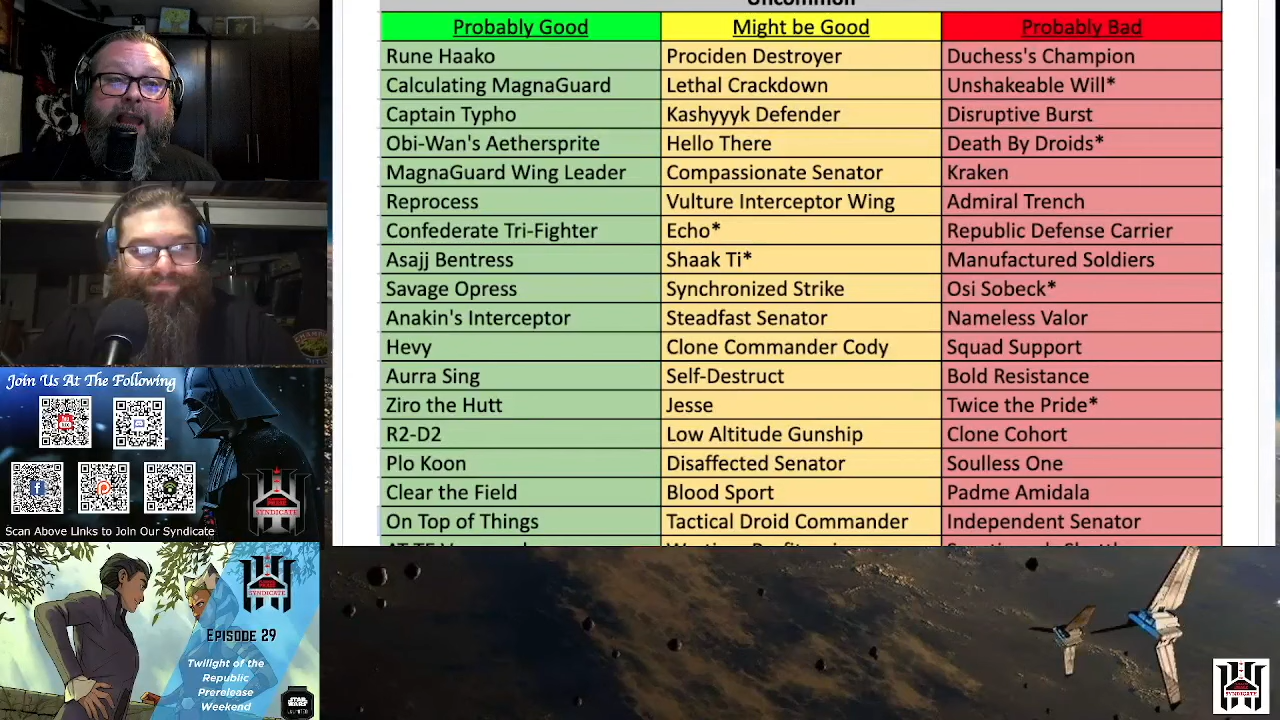 Uncommon
Probably Good Might be Good Probably Bad
Rune Haako Prociden Destroyer Duchess's Champion
Calculating MagnaGuard Lethal Crackdown Unshakeable Will*
Captain Typho Kashyyyk Defender Disruptive Burst
Obi-Wan's Aethersprite Hello There Death By Droids*
MagnaGuard Wing Leader Compassionate Senator Kraken
Reprocess Vulture Interceptor Wing Admiral Trench
Confederate Tri-Fighter Echo* Republic Defense Carrier
Asajj Bentress Shaak Ti* Manufactured Soldiers
Savage Opress Synchronized Strike Osi Sobeck*
Anakin's Interceptor Steadfast Senator Nameless Valor
Hevy Clone Commander Cody Squad Support
Aurra Sing Self-Destruct Bold Resistance
Ziro the Hutt Jesse Twice the Pride*
R2-D2 Low Altitude Gunship Clone Cohort
Plo Koon Disaffected Senator Soulless One
Clear the Field Blood Sport Padme Amidala
On Top of Things Tactical Droid Commander Independent Senator
Join Us At The Following
SYNDICATE
Scan Above Links to Join Our Syndicate
SYNDICATE
Episode 29
Twilight of the
Republic
Prerelease
Weekend
STAR
WARS
UNLIMITED
SYNDICATE